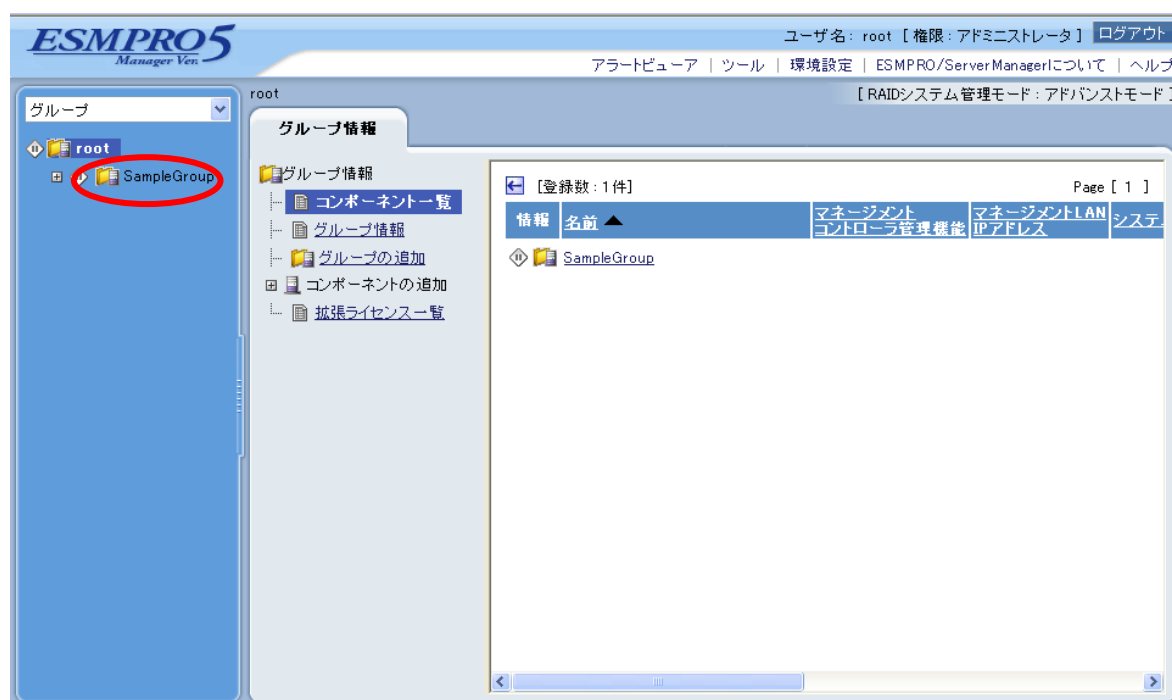 ESMPRO5
Manager Ver.
ユーザ名: root [ 権限:アドミニストレータ ] ログアウト
アラートビューア | ツール | 環境設定 | ESMPRO/ServerManagerについて | ヘルプ
グループ
root
SampleGroup
root
[ RAIDシステム管理モード:アドバンストモード ]
グループ情報
グループ情報
コンポーネント一覧
グループ情報
グループの追加
コンポーネントの追加
拡張ライセンス一覧
[登録数:1件]
Page [ 1 ]
情報 名前 ▲ マネージメント
コントローラ管理機能 マネージメントLAN
IPアドレス システ
SampleGroup